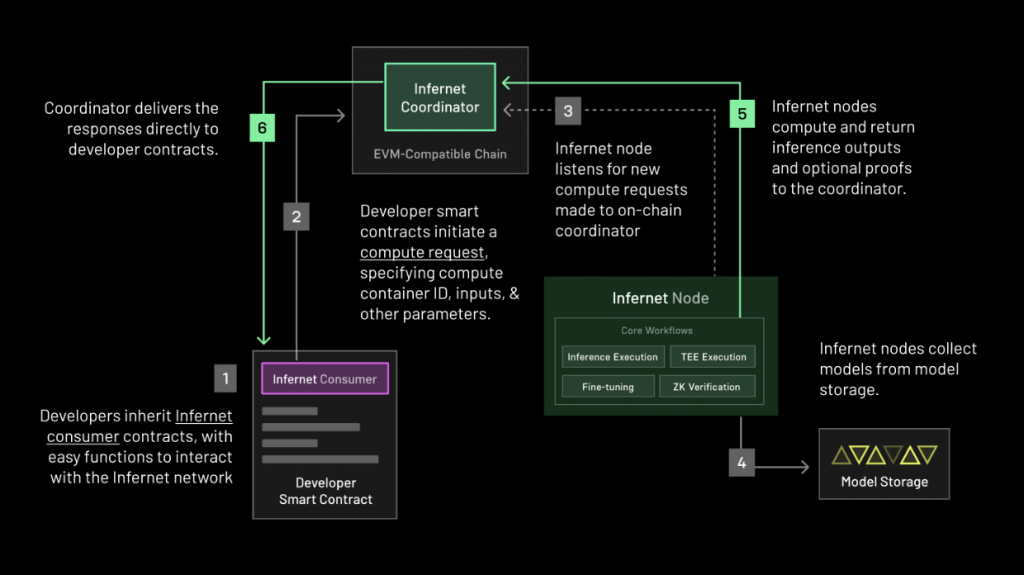 Infernet
Coordinator
EVM-Compatible Chain
Coordinator delivers the
responses directly to
developer contracts.
6
2
3
5
Infernet node
listens for new
compute requests
made to on-chain
coordinator
Infernet nodes
compute and return
inference outputs
and optional proofs
to the coordinator.
Developer smart
contracts initiate a
compute request,
specifying compute
container ID, inputs, &
other parameters.
Infernet Node
Core Workflows
Inference Execution
TEE Execution
Fine-tuning
ZK Verification
Infernet nodes collect
models from model
storage.
1
Developers inherit Infernet
consumer contracts, with
easy functions to interact
with the Infernet network
Infernet Consumer
Developer
Smart Contract
4
Model Storage